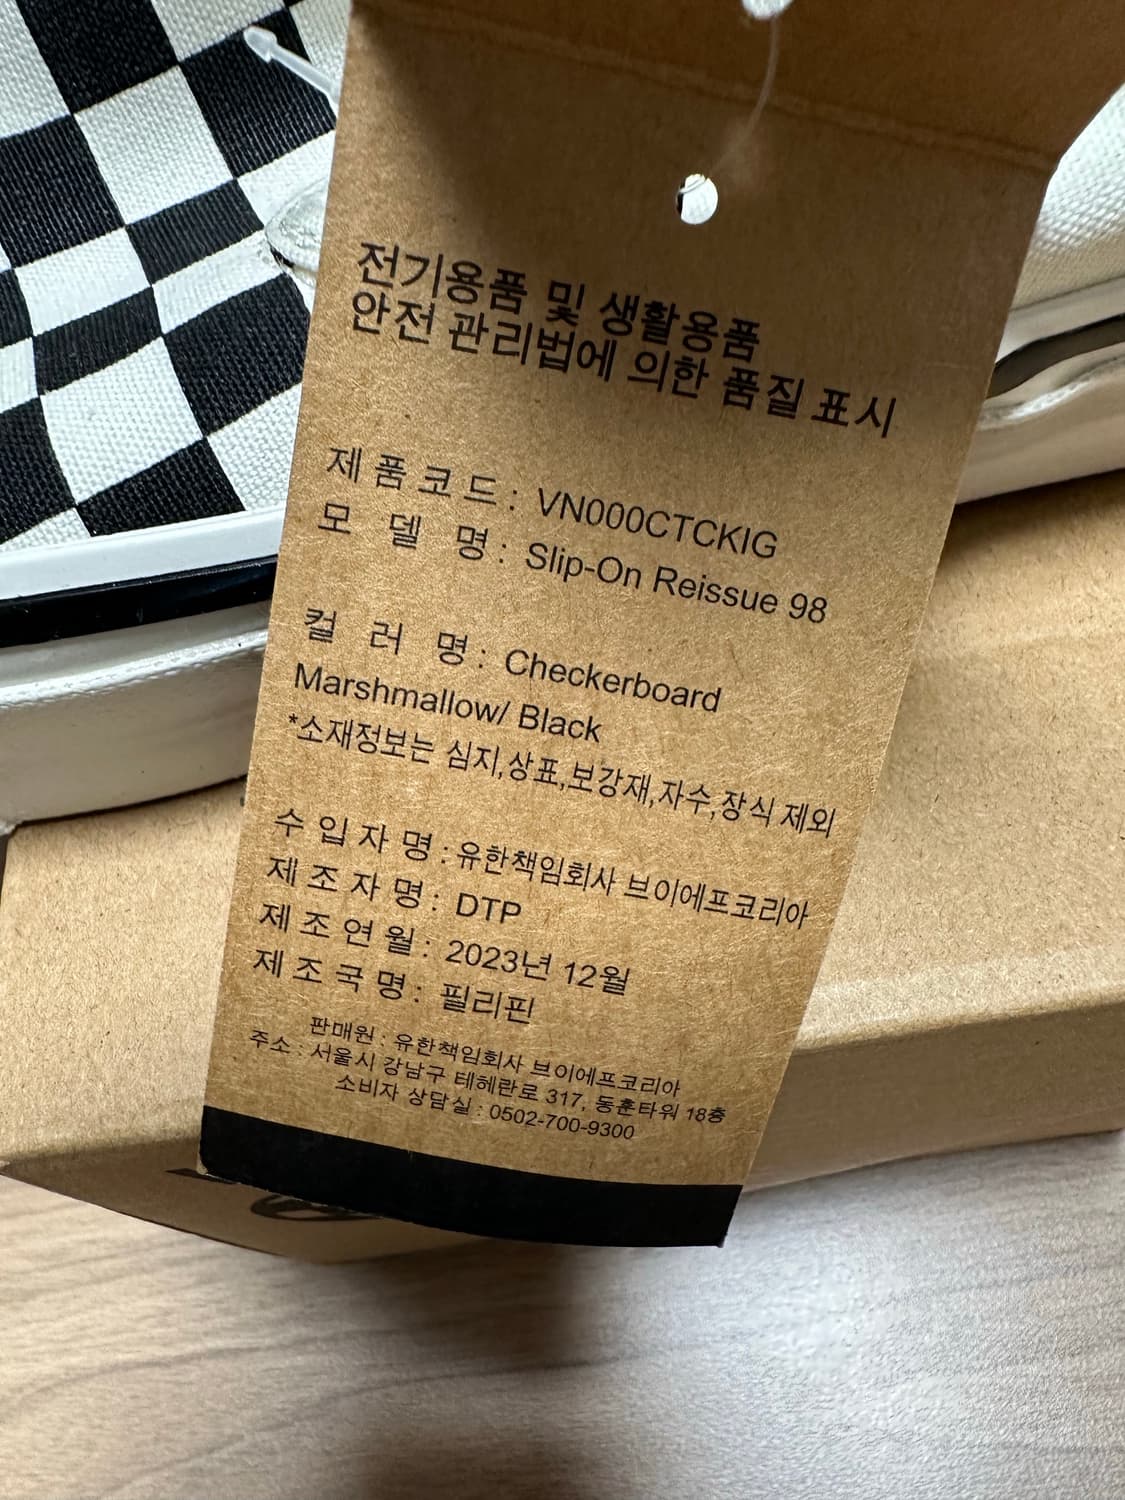 전기용품 및 생활용품
안전 관리법에 의한 품질 표시
제품코드: VN000CTCKIG
모 델 명: Slip-On Reissue 98
컬 러 명: Checkerboard
Marshmallow/ Black
*소재정보는 심지,상표,보강재,자수,장식 제외
수입자명:유한책임회사 브이에프코리아
제조자명: DTP
제조연월: 2023년 12월
제조국명: 필리핀
판매원 : 유한책임회사 브이에프코리아
주소 : 서울시 강남구 테헤란로 317, 동훈타워 18층
소비자 상담실 : 0502-700-9300